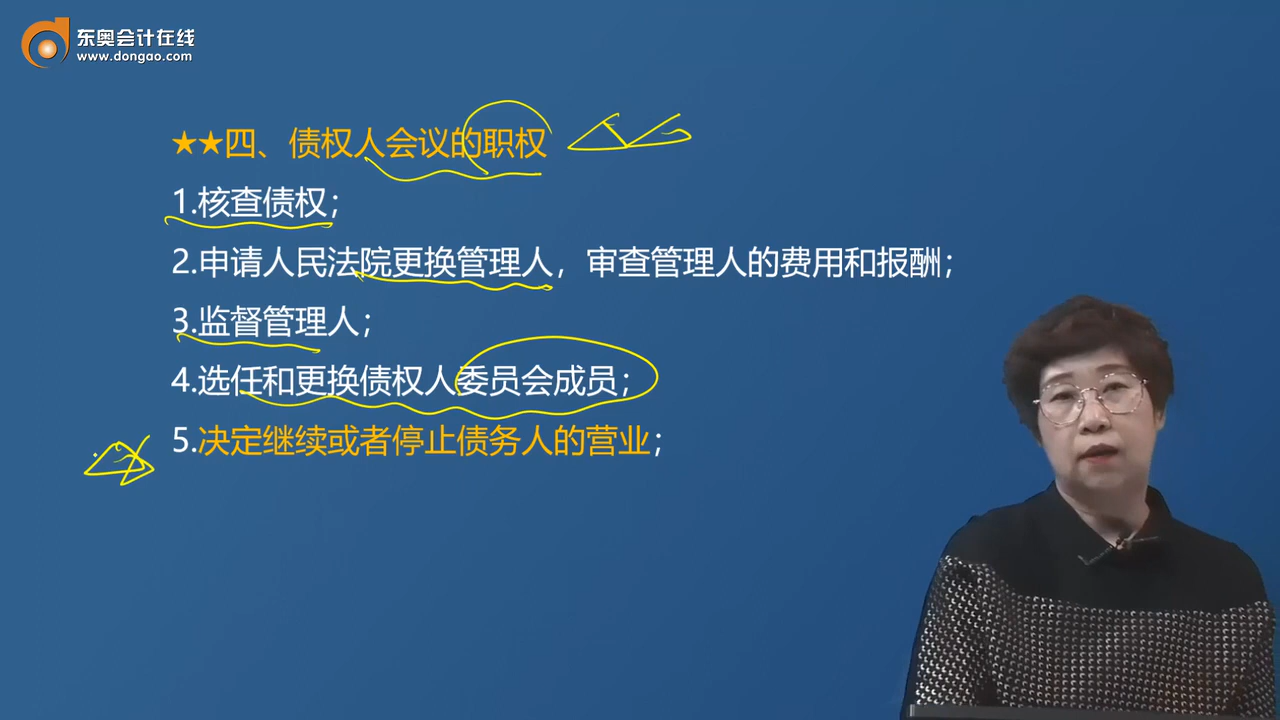 东奥会计在线
www.dongao.com
★★四、债权人会议的职权
1.核查债权；
2.申请人民法院更换管理人，审查管理人的费用和报酬；
3.监督管理人；
4.选任和更换债权人委员会成员；
5.决定继续或者停止债务人的营业；